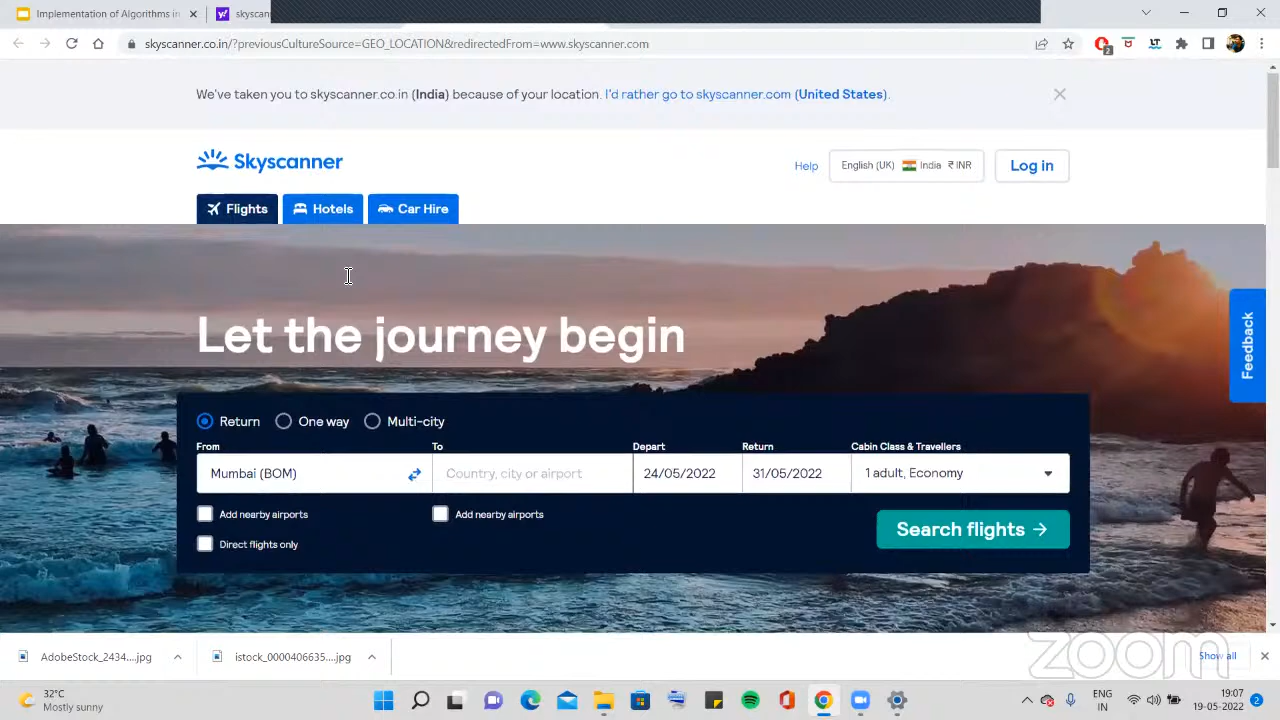 Implementation of Algorithms in
skyscan
skyscanner.co.in/?previousCultureSource=GEO_LOCATION&redirectedFrom=www.skyscanner.com
2
LT
We've taken you to skyscanner.co.in (India) because of your location. I'd rather go to skyscanner.com (United States).
Skyscanner
Help
English (UK) India ₹ INR
Log in
Flights
Hotels
Car Hire
Let the journey begin
Feedback
Return One way Multi-city
From To Depart Return Cabin Class & Travellers
Mumbai (BOM) Country, city or airport 24/05/2022 31/05/2022 1 adult, Economy
Add nearby airports Add nearby airports
Search flights →
Direct flights only
AdobeStock_2434....jpg
istock_0000406635....jpg
Show all
zoom
32°C
Mostly sunny
ENG
IN
19:07
19-05-2022
2